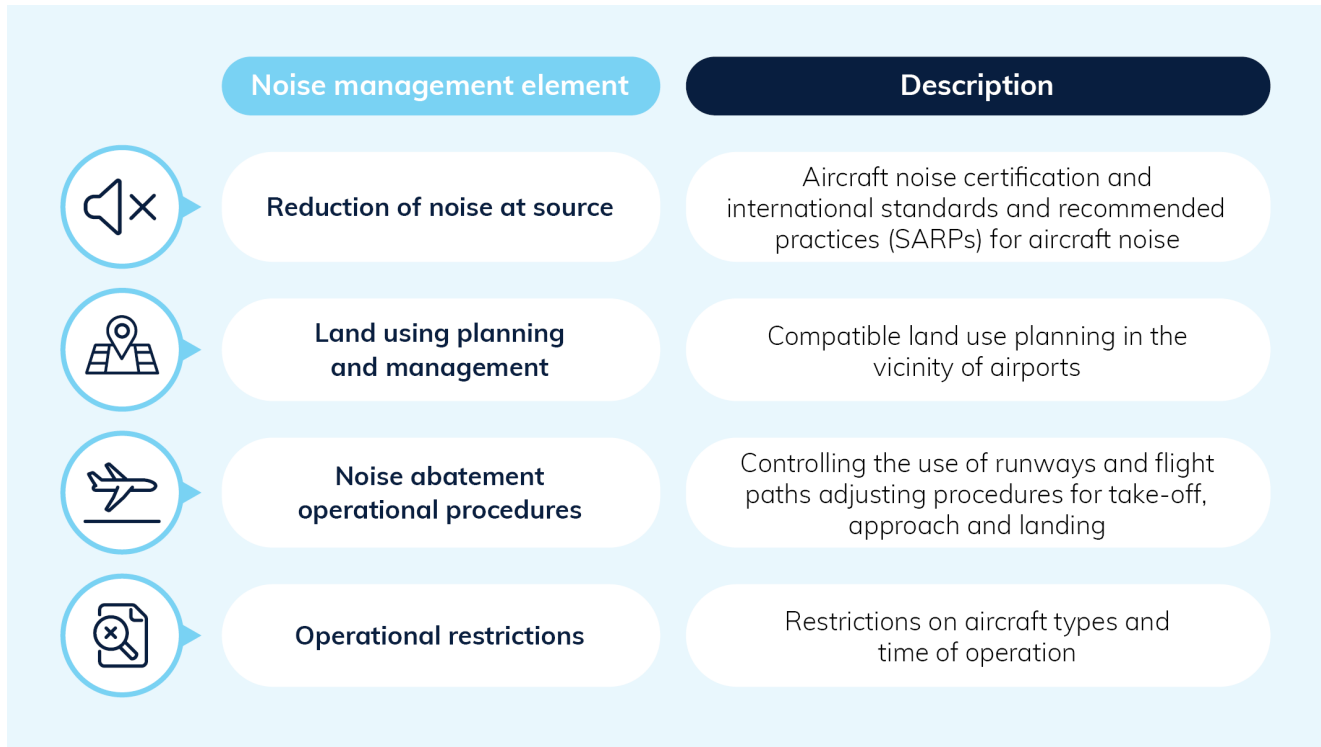 Noise management element
Description
Reduction of noise at source
Aircraft noise certification and
international standards and recommended
practices (SARPs) for aircraft noise
Land using planning
and management
Compatible land use planning in the
vicinity of airports
Noise abatement
operational procedures
Controlling the use of runways and flight
paths adjusting procedures for take-off,
approach and landing
Operational restrictions
Restrictions on aircraft types and
time of operation